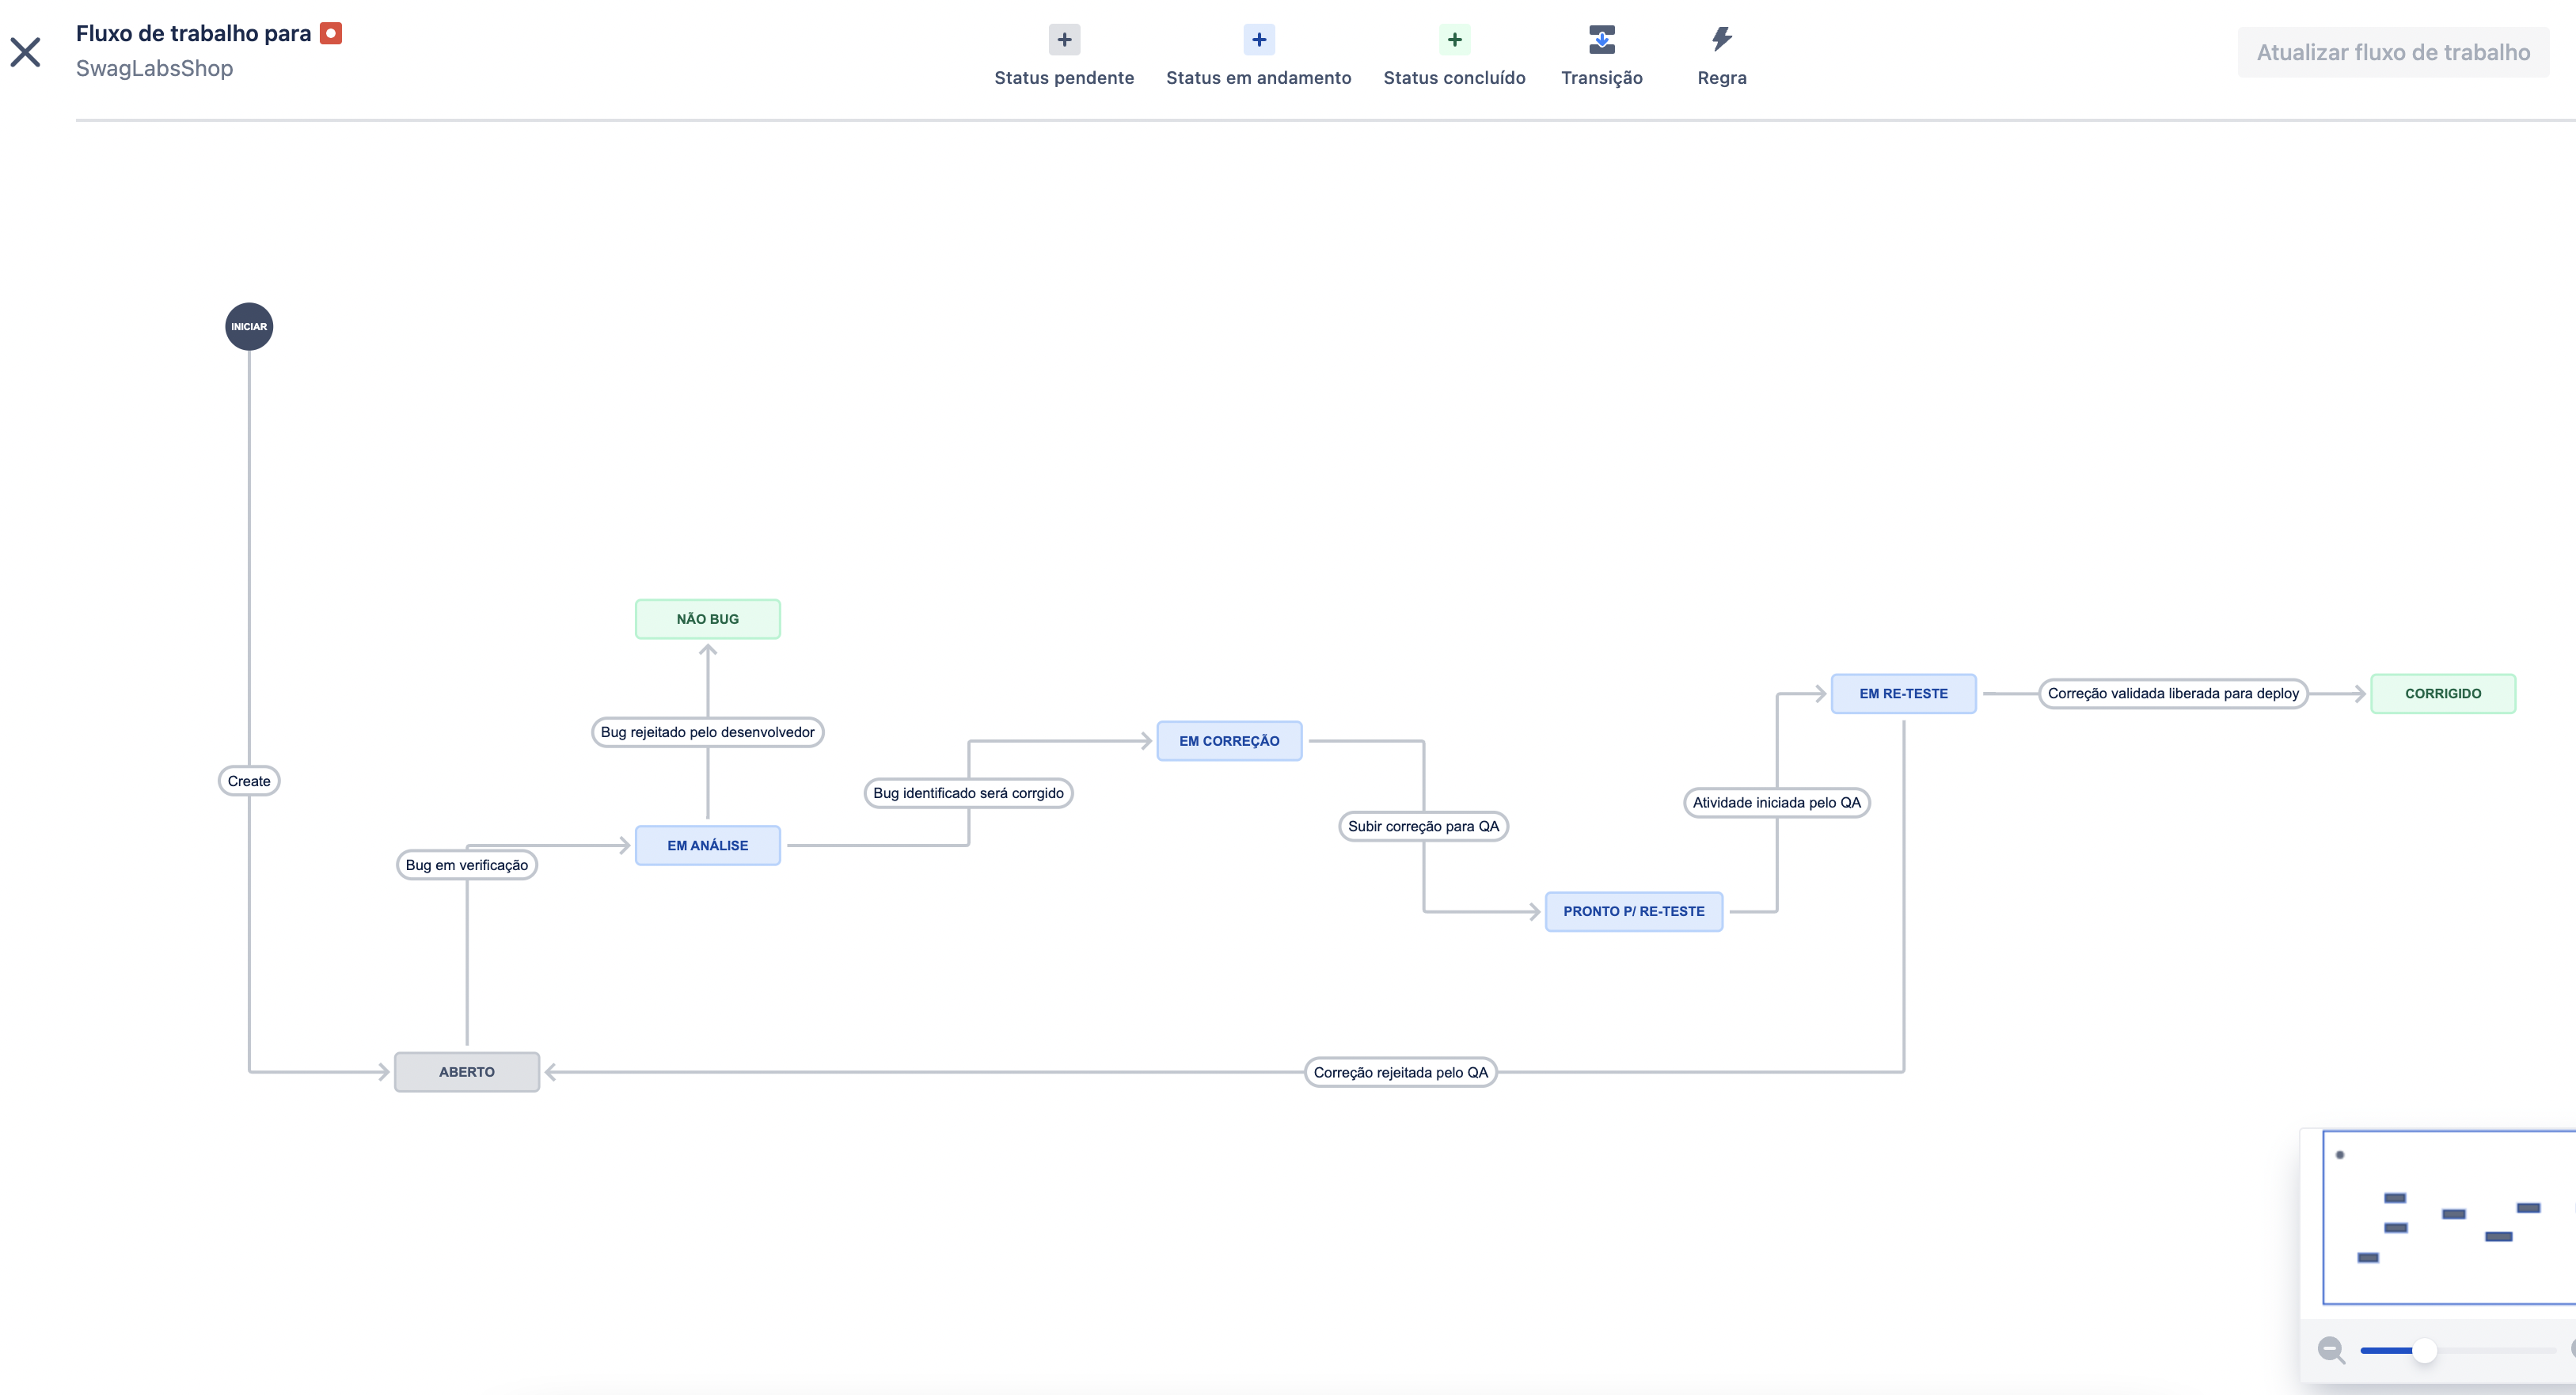 Fluxo de trabalho para
SwagLabsShop
Status pendente
Status em andamento
Status concluído
Transição
Regra
Atualizar fluxo de trabalho
INICIAR
NÃO BUG
EM RE-TESTE
Correção validada liberada para deploy
CORRIGIDO
Bug rejeitado pelo desenvolvedor
EM CORREÇÃO
Create
Bug identificado será corrgido
Atividade iniciada pelo QA
Subir correção para QA
EM ANÁLISE
Bug em verificação
PRONTO P/ RE-TESTE
ABERTO
Correção rejeitada pelo QA